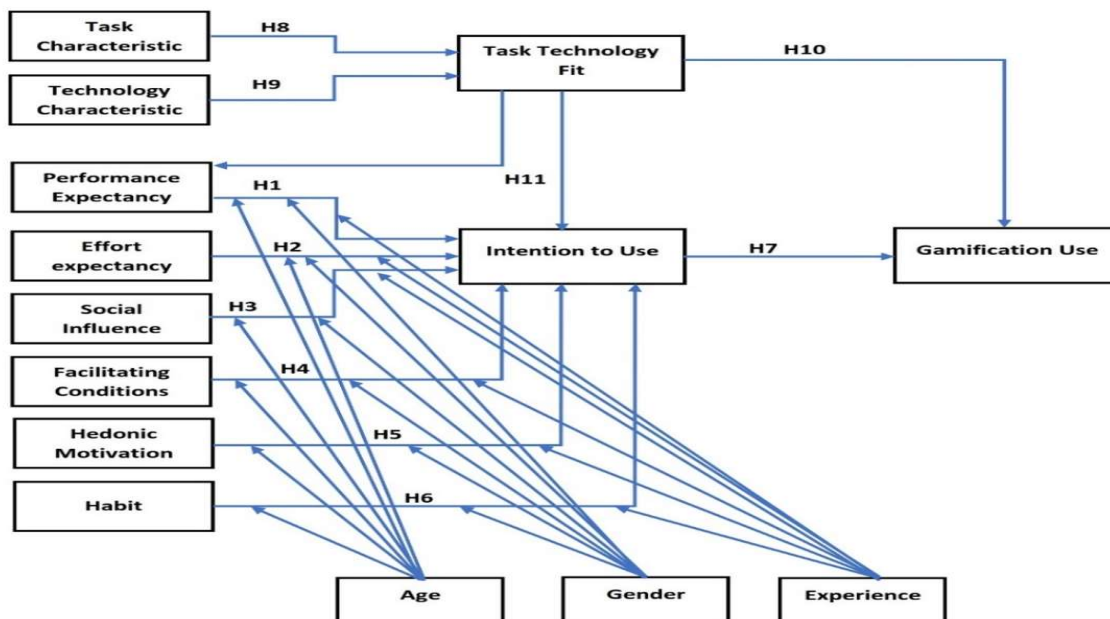 Task
Characteristic
H8
Task Technology
Fit
H10
H9
Technology
Characteristic
Performance
Expectancy
H1
H11
Effort
expectancy
H2
Intention to Use
H7
Gamification Use
Social
Influence
H3
Facilitating
Conditions
H4
Hedonic
Motivation
H5
Habit
H6
Age
Gender
Experience